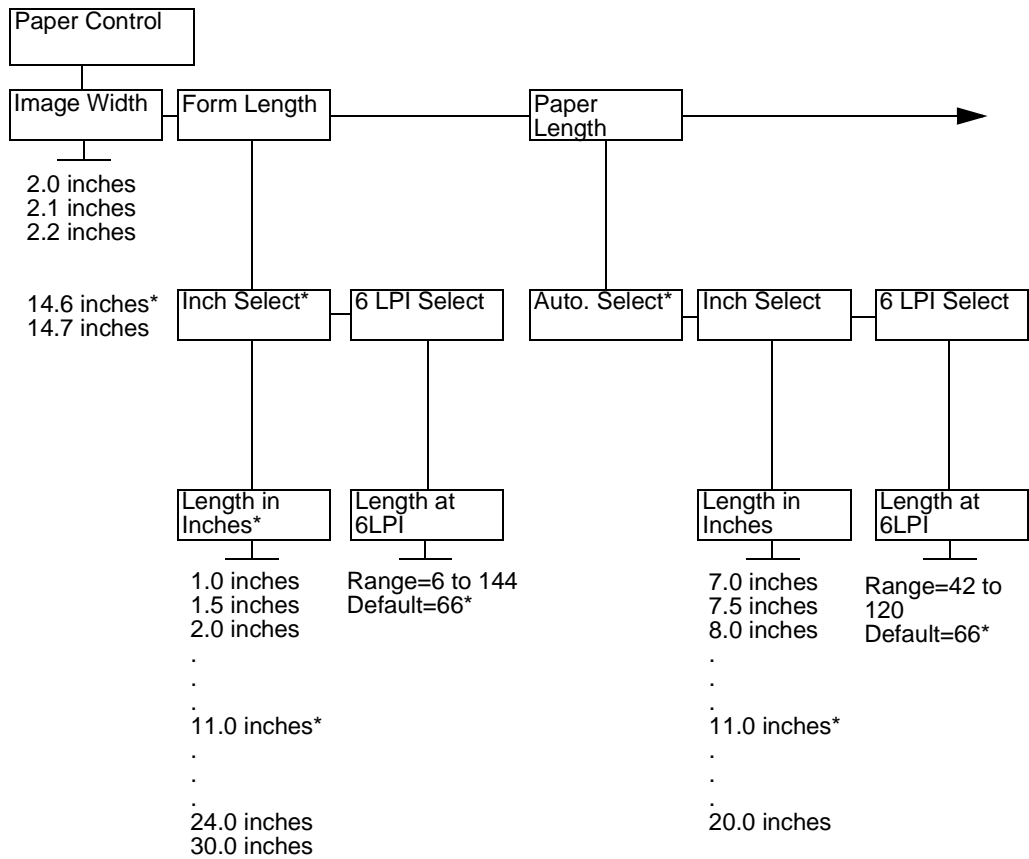 Paper Control
Image Width
Form Length
Paper
Length
2.0 inches
2.1 inches
2.2 inches
14.6 inches*
14.7 inches
Inch Select*
6 LPI Select
Auto. Select*
Inch Select
6 LPI Select
Length in
Inches*
Length at
6LPI
Length in
Inches
Length at
6LPI
1.0 inches
1.5 inches
2.0 inches
.
.
.
11.0 inches*
.
.
.
24.0 inches
30.0 inches
Range=6 to 144
Default=66*
7.0 inches
7.5 inches
8.0 inches
.
.
.
11.0 inches*
.
.
.
20.0 inches
Range=42 to
120
Default=66*